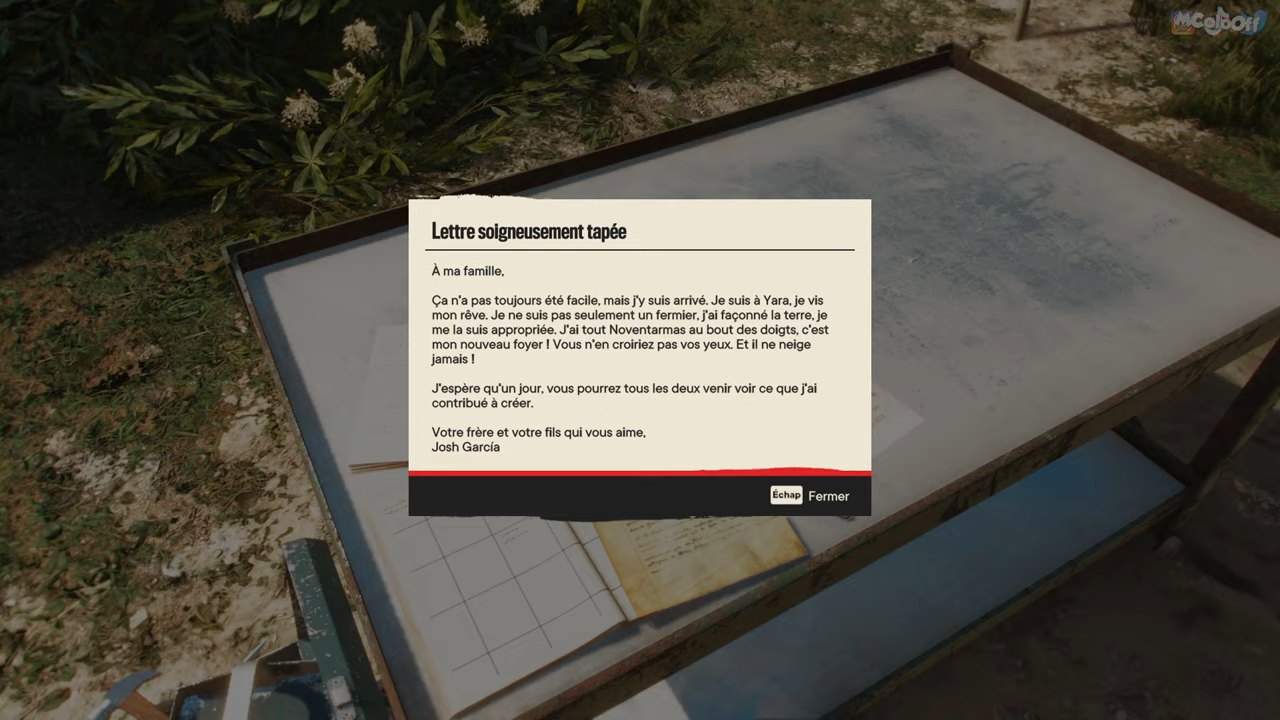 MColdOff
Lettre soigneusement tapée
À ma famille,
Ça n'a pas toujours été facile, mais j'y suis arrivé. Je suis à Yara, je vis
mon rêve. Je ne suis pas seulement un fermier, j'ai façonné la terre, je
me la suis appropriée. J'ai tout Noventarmas au bout des doigts, c'est
mon nouveau foyer ! Vous n'en croiriez pas vos yeux. Et il ne neige
jamais !
J'espère qu'un jour, vous pourrez tous les deux venir voir ce que j'ai
contribué à créer.
Votre frère et votre fils qui vous aime,
Josh García
Échap Fermer